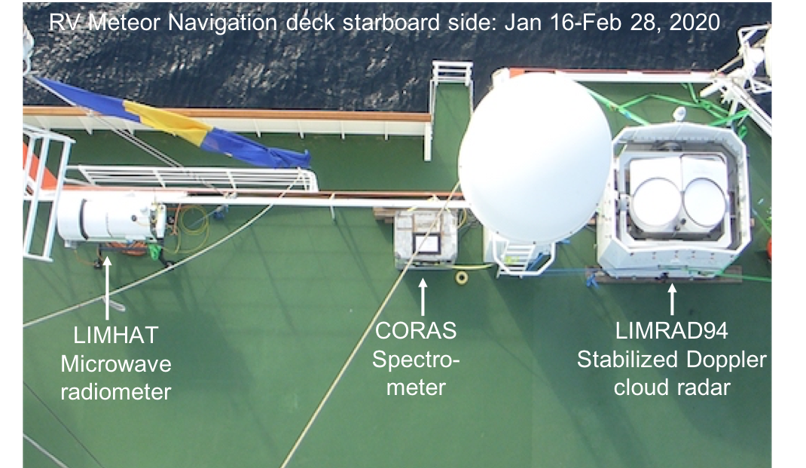 RV Meteor Navigation deck starboard side: Jan 16-Feb 28, 2020
LIMHAT
Microwave
radiometer
CORAS
Spectro-
meter
LIMRAD94
Stabilized Doppler
cloud radar